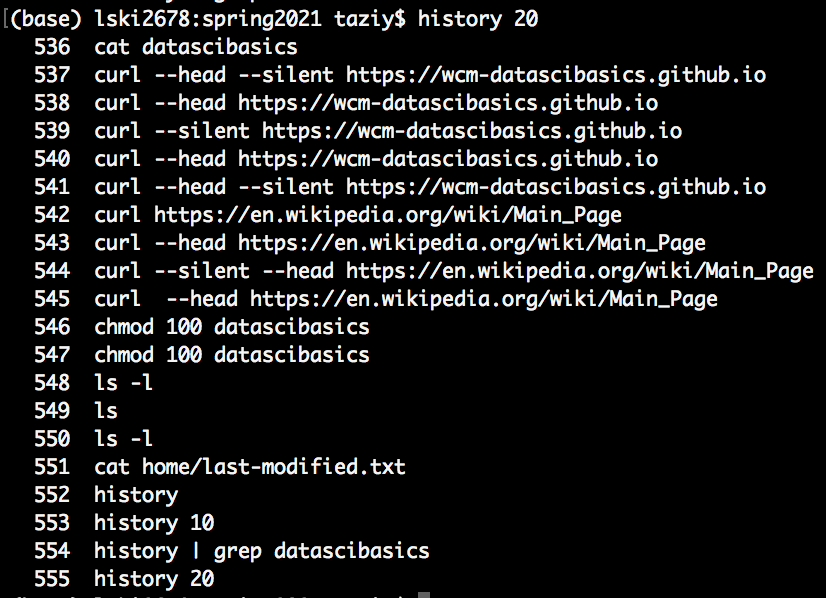 [(base) lski2678:spring2021 taziy$ history 20
536 cat datascibasics
537 curl --head --silent https://wcm-datascibasics.github.io
538 curl --head https://wcm-datascibasics.github.io
539 curl --silent https://wcm-datascibasics.github.io
540 curl --head https://wcm-datascibasics.github.io
541 curl --head --silent https://wcm-datascibasics.github.io
542 curl https://en.wikipedia.org/wiki/Main_Page
543 curl --head https://en.wikipedia.org/wiki/Main_Page
544 curl --silent --head https://en.wikipedia.org/wiki/Main_Page
545 curl  --head https://en.wikipedia.org/wiki/Main_Page
546 chmod 100 datascibasics
547 chmod 100 datascibasics
548 ls -l
549 ls
550 ls -l
551 cat home/last-modified.txt
552 history
553 history 10
554 history | grep datascibasics
555 history 20